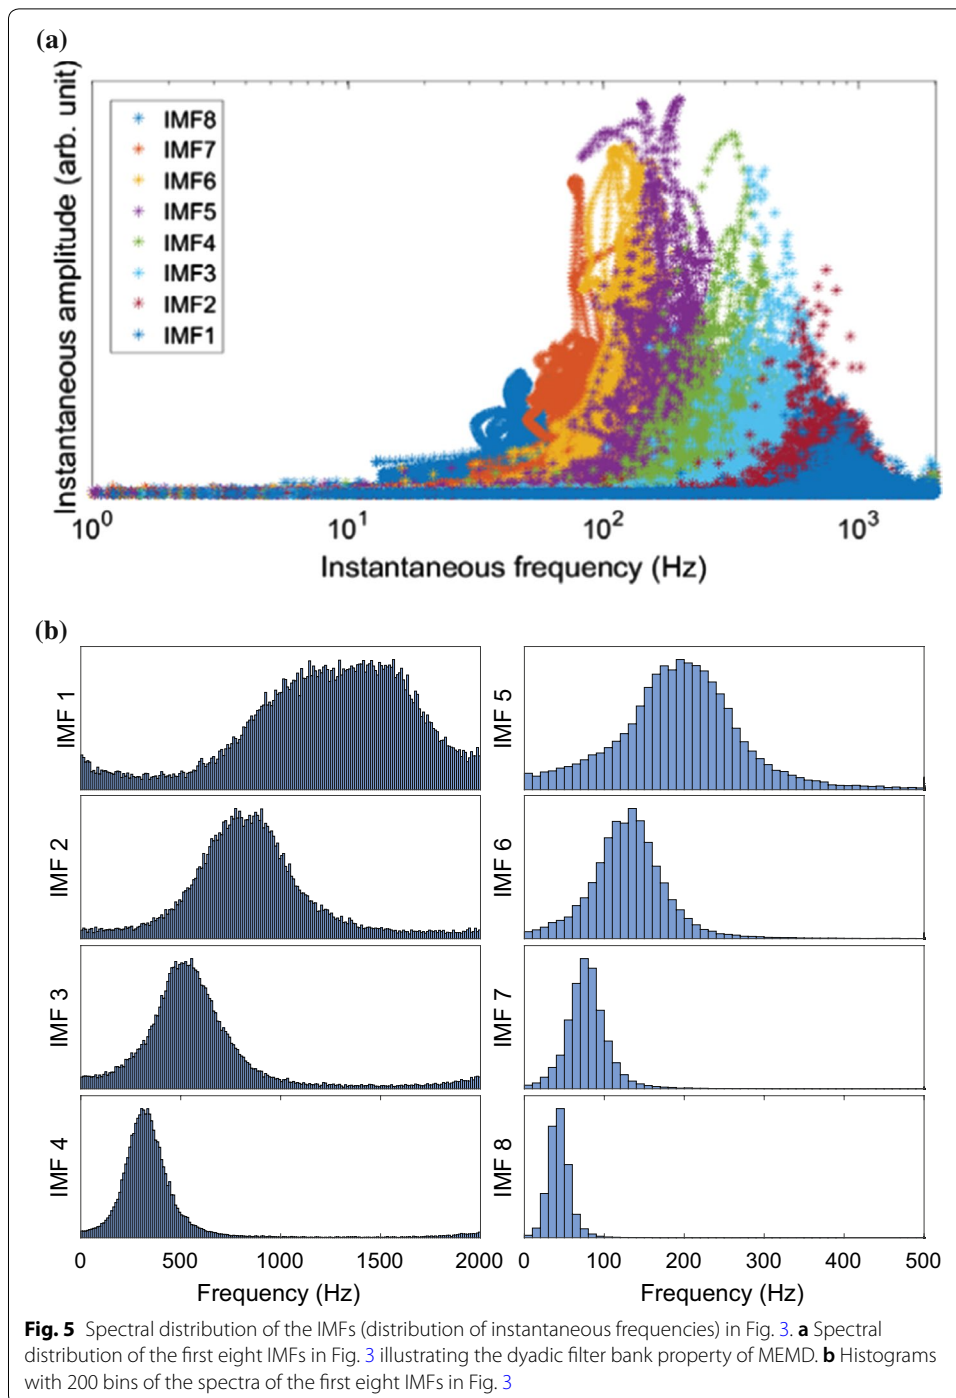 (a)
Instantaneous amplitude (arb. unit)
IMF8
IMF7
IMF6
IMF5
IMF4
IMF3
IMF2
IMF1
10^0 10^1 10^2 10^3
Instantaneous frequency (Hz)
(b)
IMF 1
IMF 5
IMF 2
IMF 6
IMF 3
IMF 7
IMF 4
IMF 8
0 500 1000 1500 2000
0 100 200 300 400 500
Frequency (Hz)
Frequency (Hz)
Fig. 5 Spectral distribution of the IMFs (distribution of instantaneous frequencies) in Fig. 3. a Spectral
distribution of the first eight IMFs in Fig. 3 illustrating the dyadic filter bank property of MEMD. b Histograms
with 200 bins of the spectra of the first eight IMFs in Fig. 3